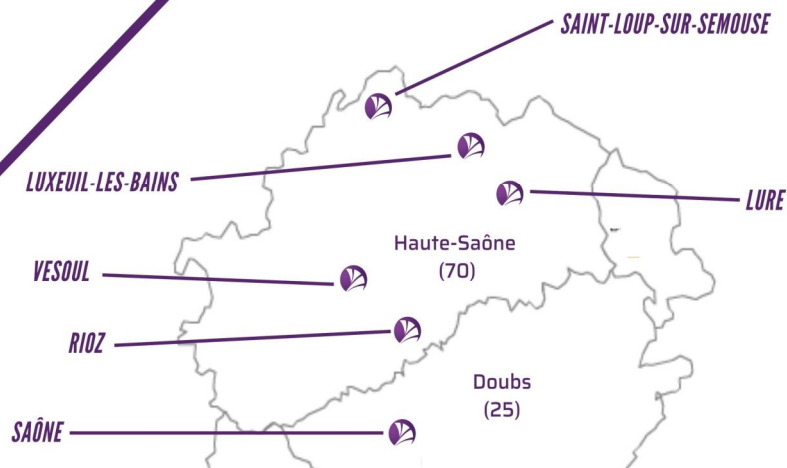 SAINT-LOUP-SUR-SEMOUSE
LUXEUIL-LES-BAINS
LURE
Haute-Saône
(70)
VESOUL
RIOZ
Doubs
(25)
SAÔNE